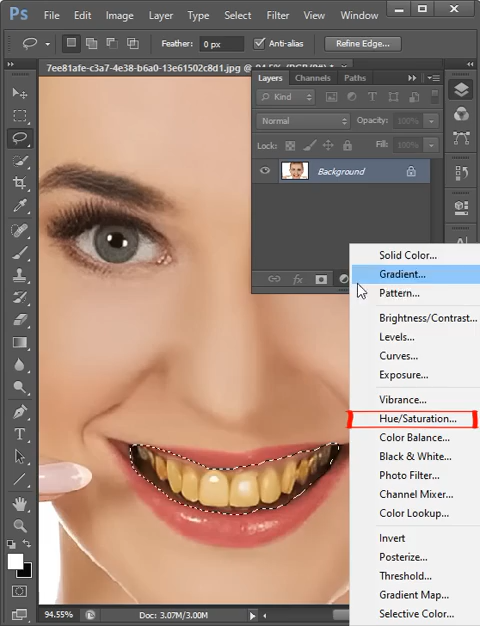 Ps File Edit Image Layer Type Select Filter View Window
Feather: 0 px Anti-alias Refine Edge...
7ee81afe-c3a7-4e38-b6a0-13e61502c8d1.jpg @
Layers Channels Paths
Kind
Normal Opacity: 100%
Lock: Fill: 100%
Background
fx
Solid Color...
Gradient...
Pattern...
Brightness/Contrast...
Levels...
Curves...
Exposure...
Vibrance...
Hue/Saturation...
Color Balance...
Black & White...
Photo Filter...
Channel Mixer...
Color Lookup...
Invert
Posterize...
Threshold...
Gradient Map...
Selective Color...
94.55% Doc: 3.07M/3.00M